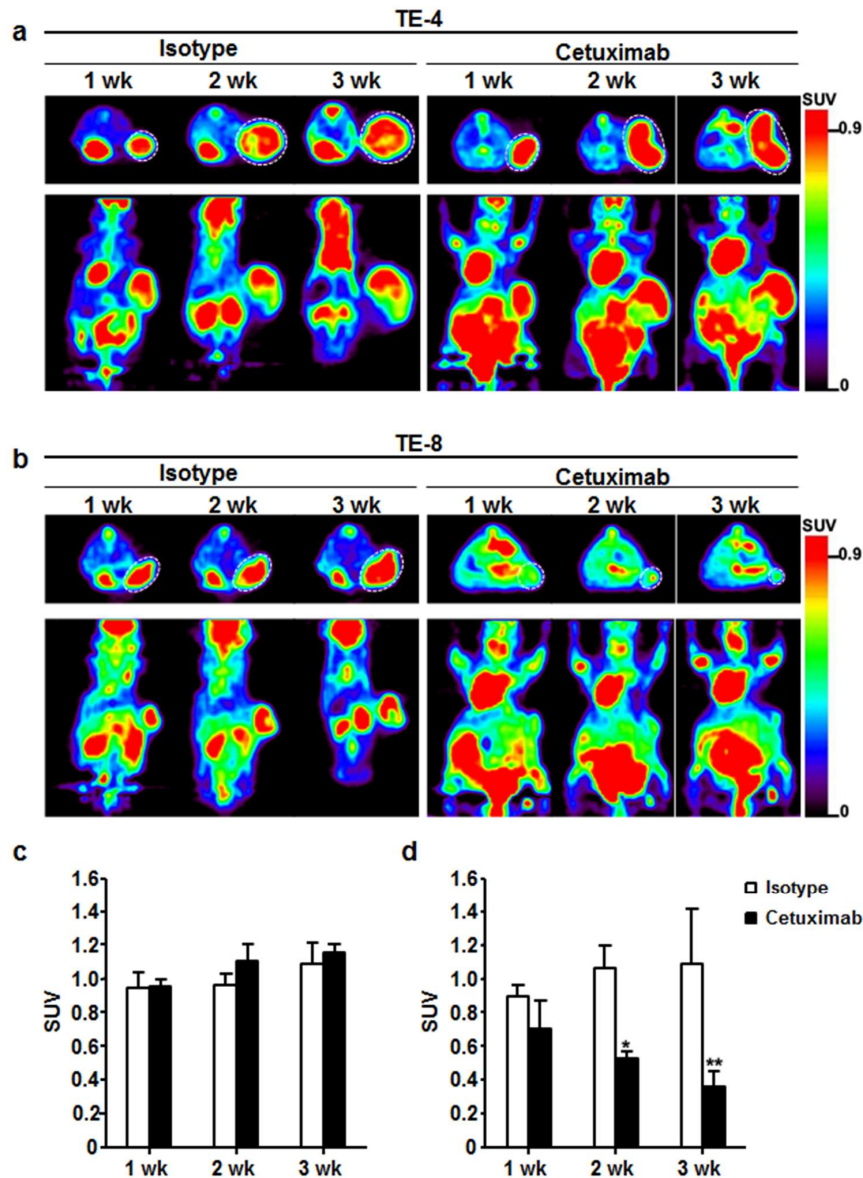 a
TE-4
Isotype
Cetuximab
1 wk 2 wk 3 wk 1 wk 2 wk 3 wk
SUV
0.9
0
b
TE-8
Isotype
Cetuximab
1 wk 2 wk 3 wk 1 wk 2 wk 3 wk
SUV
0.9
0
c
1.6
1.4
1.2
1.0
0.8
0.6
0.4
0.2
0
SUV
1 wk 2 wk 3 wk
d
1.6
1.4
1.2
1.0
0.8
0.6
0.4
0.2
0
SUV
* **
1 wk 2 wk 3 wk
Isotype
Cetuximab